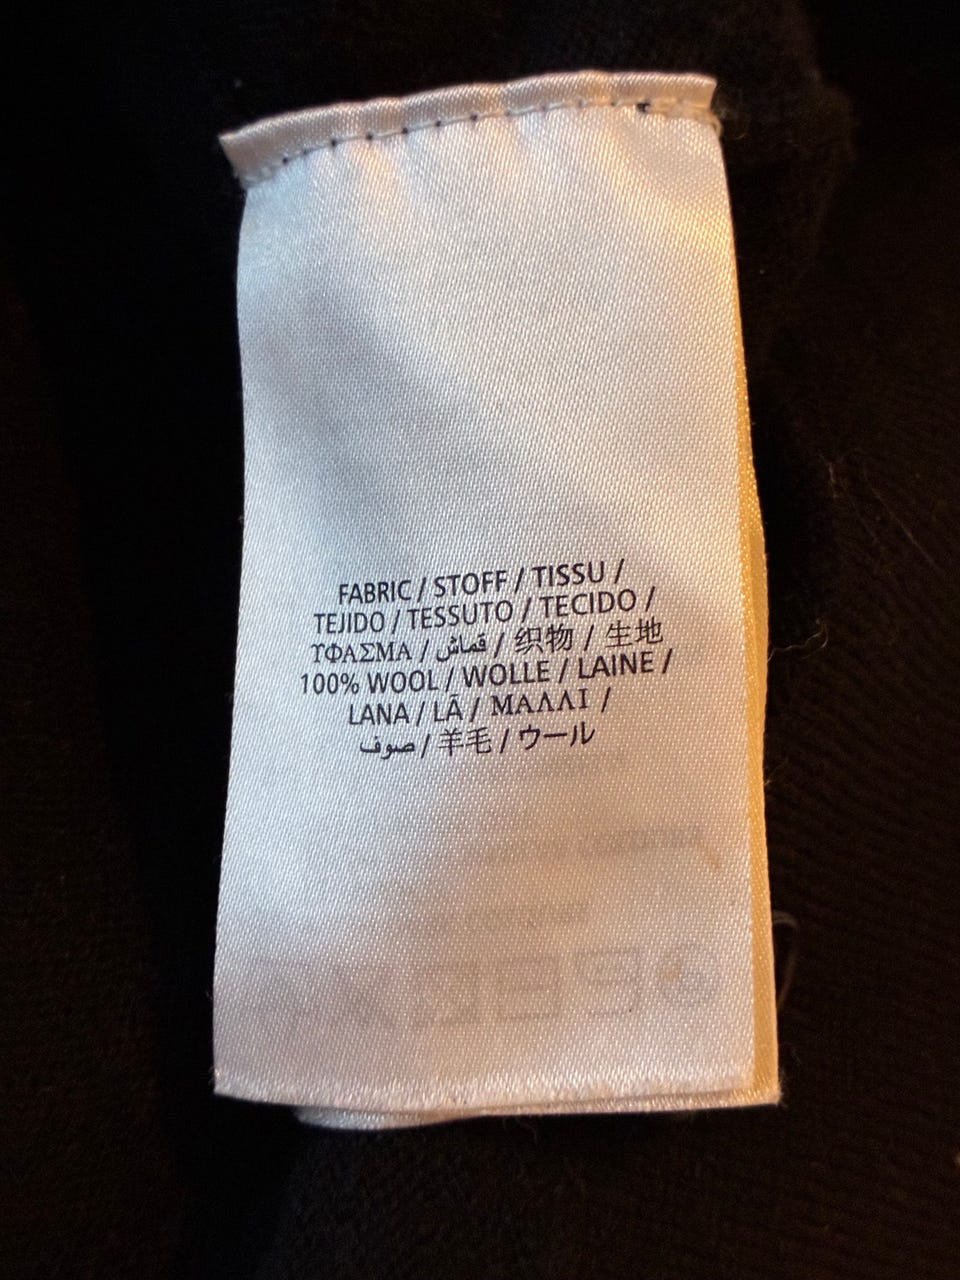 FABRIC / STOFF / TISSU /
TEJIDO / TESSUTO / TECIDO /
ΥΦΑΣΜΑ / قماش / 织物 / 生地
100% WOOL / WOLLE / LAINE /
LANA / LÃ / ΜΑΛΛΙ /
صوف / 羊毛 / ウール